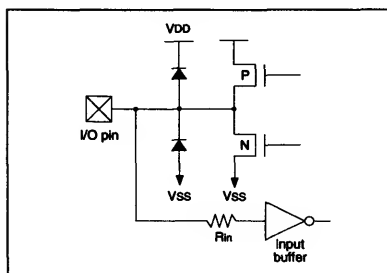 VDD
P
I/O pin
N
VSS
VSS
Rin
Input
buffer